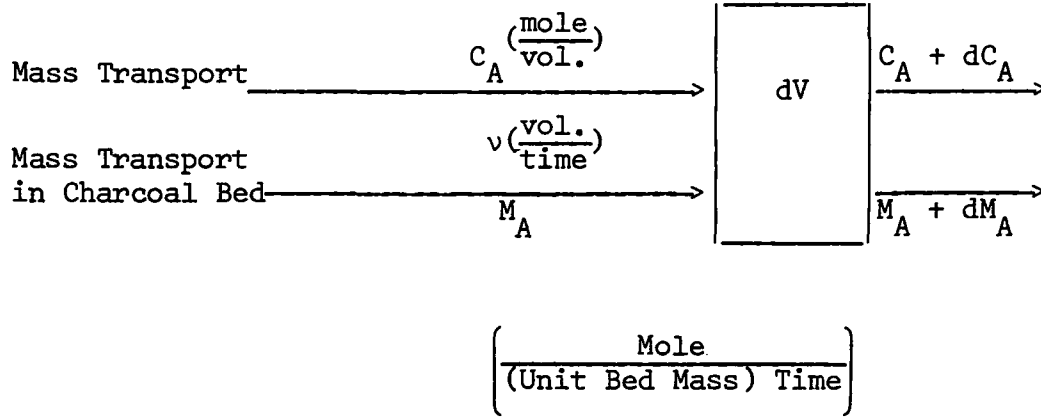 C_A (mole/vol.)
Mass Transport
dV
C_A + dC_A
ν(vol./time)
Mass Transport
in Charcoal Bed
M_A
M_A + dM_A
(Mole / (Unit Bed Mass) Time)